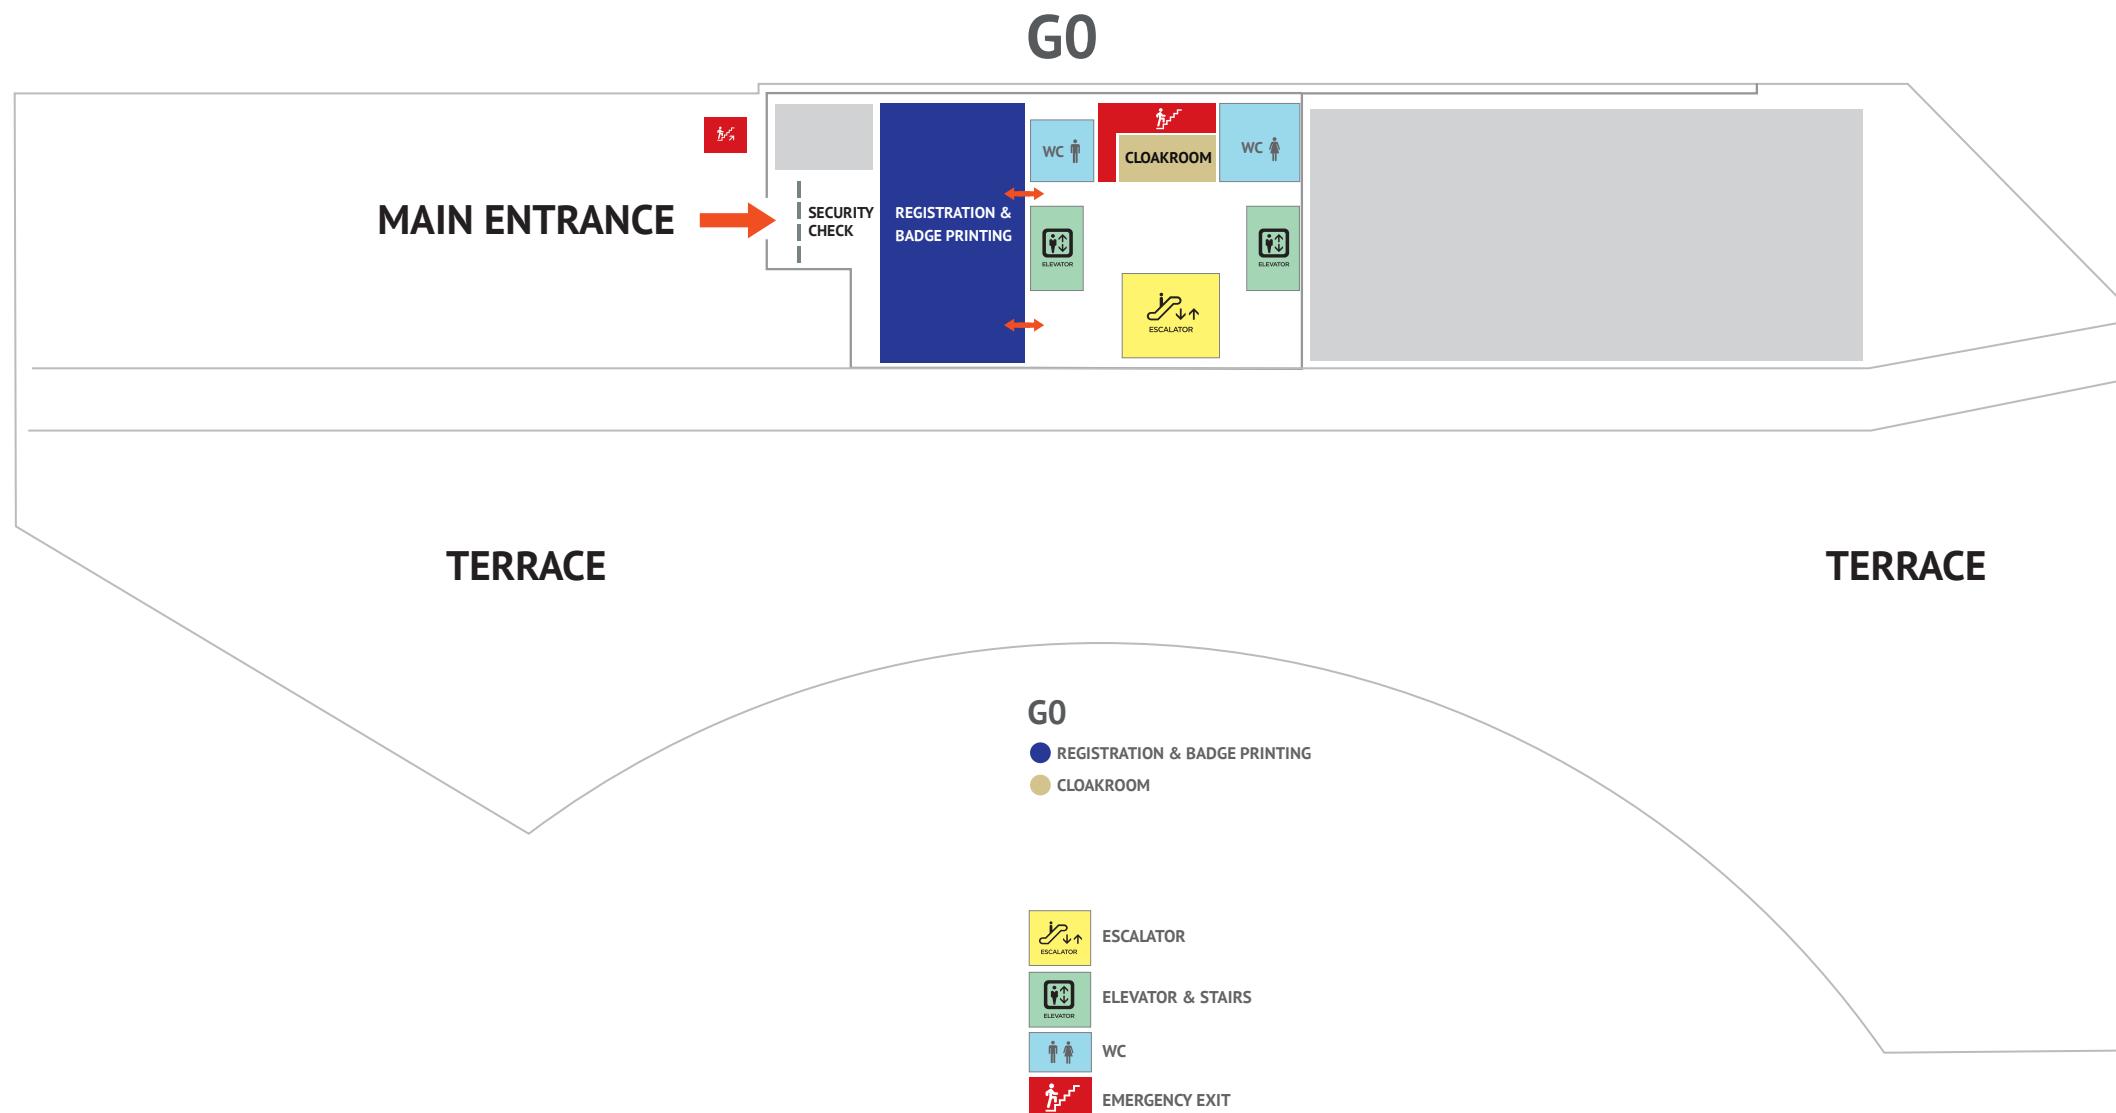 G0
WC
CLOAKROOM
WC
MAIN ENTRANCE
SECURITY
CHECK
REGISTRATION &
BADGE PRINTING
ELEVATOR
ELEVATOR
ESCALATOR
TERRACE
TERRACE
G0
REGISTRATION & BADGE PRINTING
CLOAKROOM
ESCALATOR
ESCALATOR
ELEVATOR
ELEVATOR & STAIRS
WC
EMERGENCY EXIT